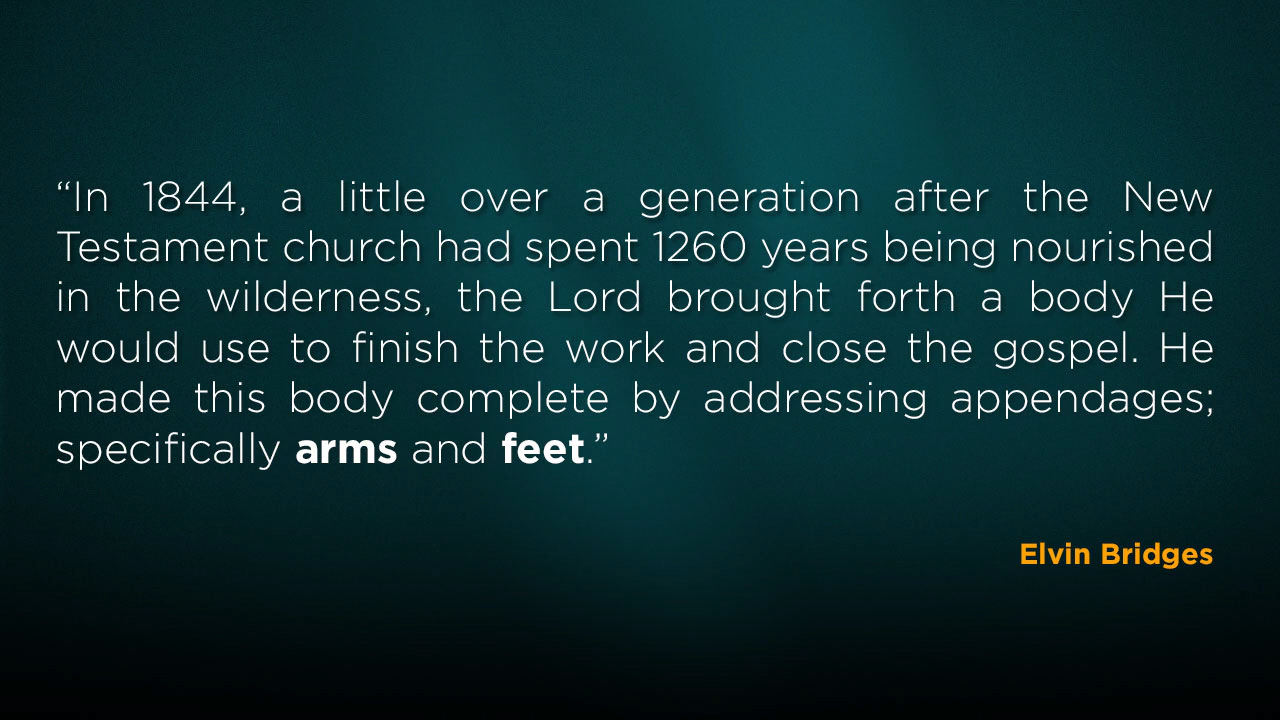 “In 1844, a little over a generation after the New
Testament church had spent 1260 years being nourished
in the wilderness, the Lord brought forth a body He
would use to finish the work and close the gospel. He
made this body complete by addressing appendages;
specifically arms and feet.”
Elvin Bridges